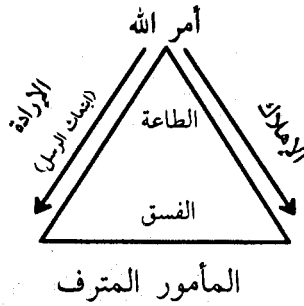 أمر الله
الإرادة
(ابتعاث الرسل)
الإهلاك
الطاعة
الفسق
المأمور المترف